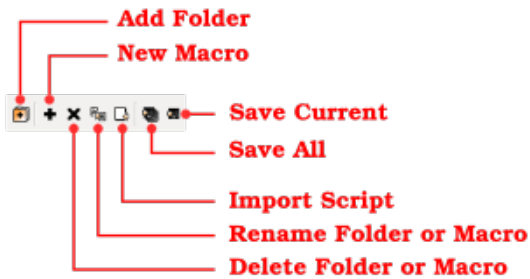 Add Folder
New Macro
Save Current
Save All
Import Script
Rename Folder or Macro
Delete Folder or Macro